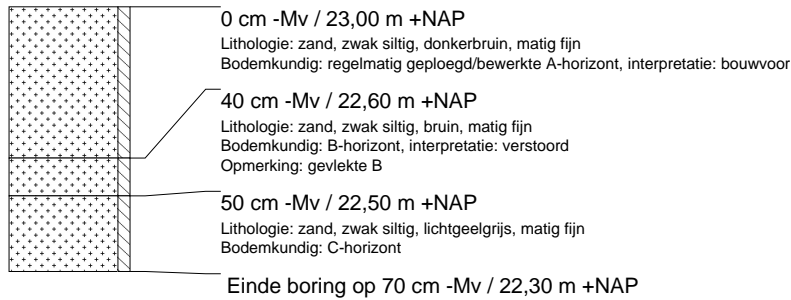 0 cm -Mv / 23,00 m +NAP
Lithologie: zand, zwak siltig, donkerbruin, matig fijn
Bodemkundig: regelmatig geploegd/bewerkte A-horizont, interpretatie: bouwvoor
40 cm -Mv / 22,60 m +NAP
Lithologie: zand, zwak siltig, bruin, matig fijn
Bodemkundig: B-horizont, interpretatie: verstoord
Opmerking: gevlekte B
50 cm -Mv / 22,50 m +NAP
Lithologie: zand, zwak siltig, lichtgeelgrijs, matig fijn
Bodemkundig: C-horizont
Einde boring op 70 cm -Mv / 22,30 m +NAP